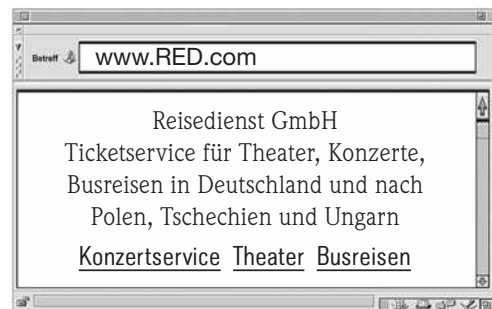 Betreff www.RED.com
Reisedienst GmbH
Ticketservice für Theater, Konzerte,
Busreisen in Deutschland und nach
Polen, Tschechien und Ungarn
Konzertservice Theater Busreisen